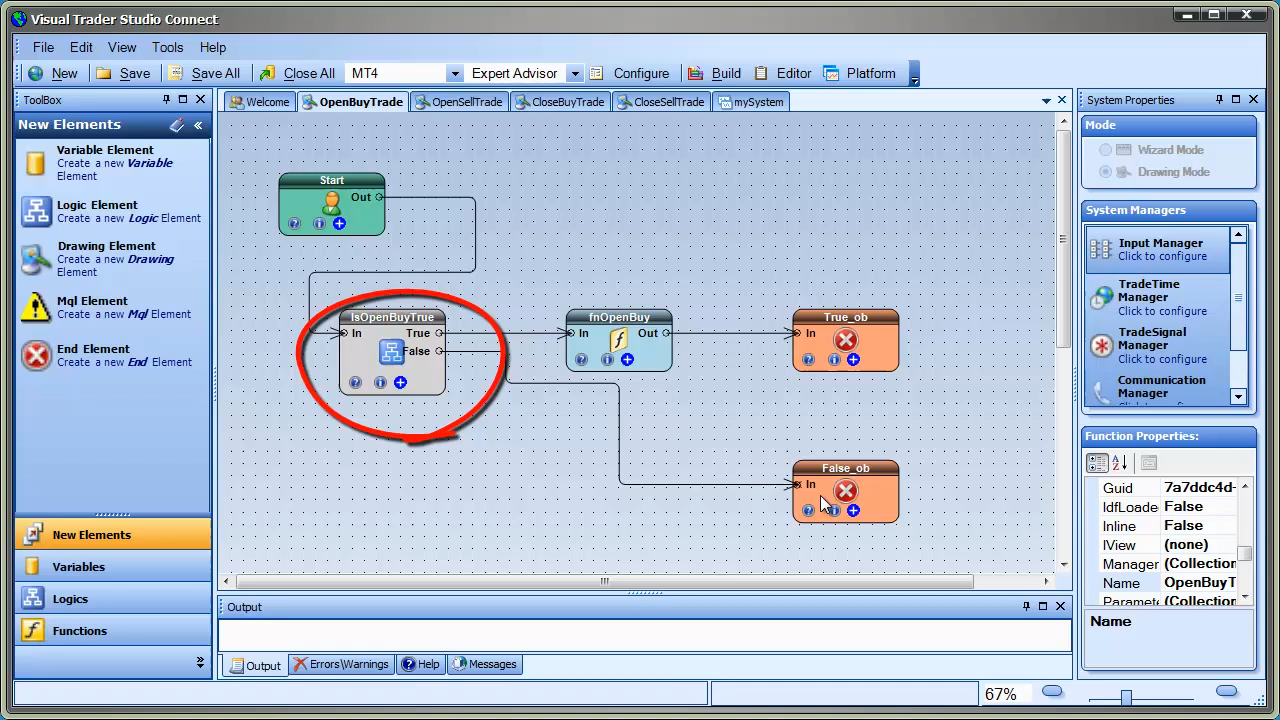 Visual Trader Studio Connect
File Edit View Tools Help
New Save Save All Close All MT4 Expert Advisor Configure Build Editor Platform
ToolBox
New Elements
Variable Element
Create a new Variable
Element
Logic Element
Create a new Logic Element
Drawing Element
Create a new Drawing
Element
Mql Element
Create a new Mql Element
End Element
Create a new End Element
New Elements
Variables
Logics
Functions
Welcome OpenBuyTrade OpenSellTrade CloseBuyTrade CloseSellTrade mySystem
Start
Out
IsOpenBuyTrue
In True
False
fnOpenBuy
In Out
True_ob
In
False_ob
In
Output
Output Errors\Warnings Help Messages
System Properties
Mode
Wizard Mode
Drawing Mode
System Managers
Input Manager
Click to configure
TradeTime
Manager
TradeSignal
Manager
Communication
Manager
Function Properties:
Guid 7a7ddc4d-
IdfLoade False
Inline False
IView (none)
Manager (Collection
Name OpenBuyT
Paramete (Collection
Name
67%